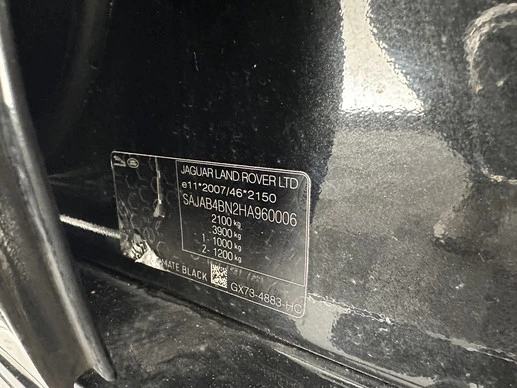 JAGUAR LAND ROVER LTD
e11*2007/46*2150
SAJAB4BN2HA960006
2100 kg
3900 kg
1- 1000 kg
2- 1200 kg
BLACK
GX73-4883-HC